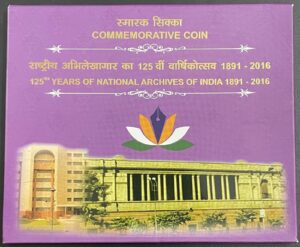 स्मारक सिक्का
COMMEMORATIVE COIN
राष्ट्रीय अभिलेखागार का 125 वीं वार्षिकोत्सव 1891 - 2016
125TH YEARS OF NATIONAL ARCHIVES OF INDIA 1891 - 2016